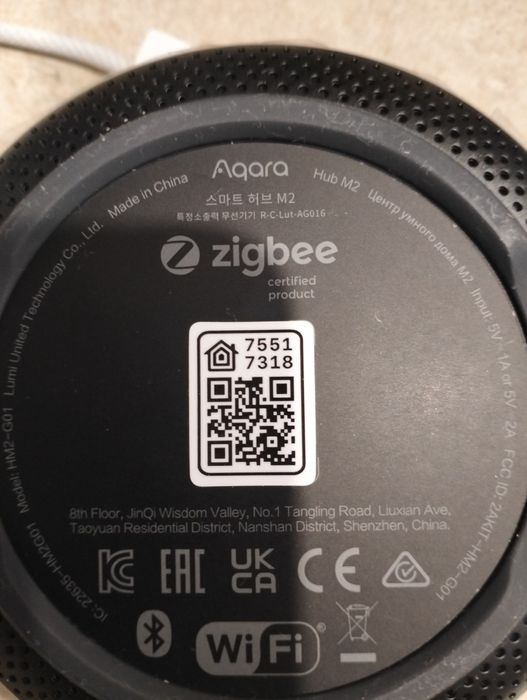 Aqara
Hub M2
Центр умного дома M2
Input: 5V⎓1A or 5V⎓2A
FCC ID: 2AKIT-HM2-G01
Made in China
Lumi United Technology Co., Ltd.
Model: HM2-G01
IC: 22635-HM2G01
스마트 허브 M2
특정소출력 무선기기 R-C-Lut-AG016
zigbee
certified
product
7551
7318
8th Floor, JinQi Wisdom Valley, No.1 Tangling Road, Liuxian Ave,
Taoyuan Residential District, Nanshan District, Shenzhen, China.
EAC
UK
CA
CE
WiFi®